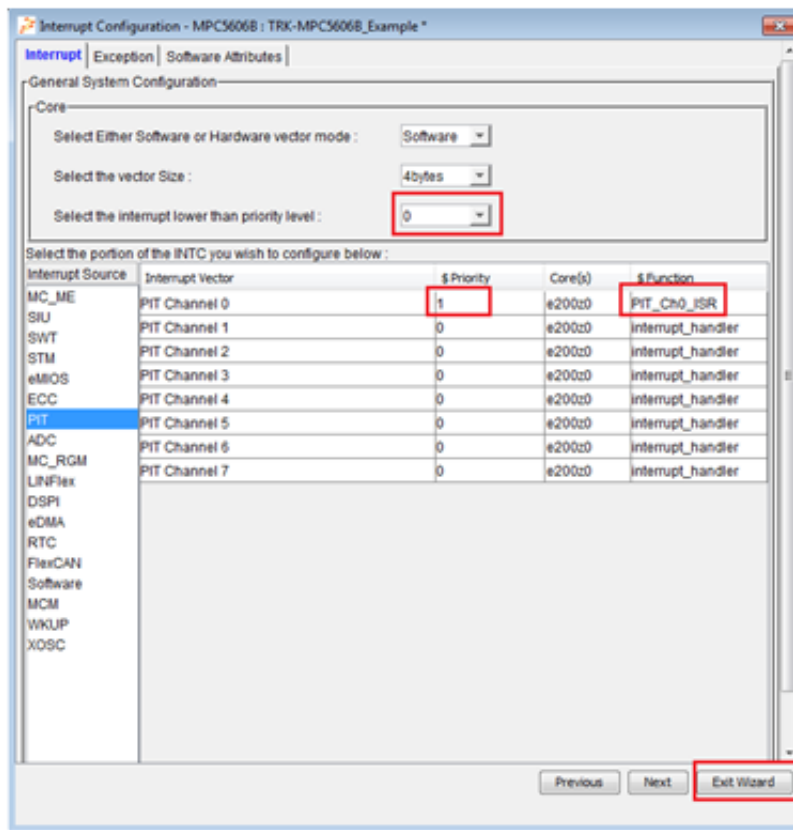 Interrupt Configuration - MPC5606B : TRK-MPC5606B_Example *
Interrupt Exception Software Attributes
General System Configuration
Core
Select Either Software or Hardware vector mode : Software
Select the vector Size : 4bytes
Select the interrupt lower than priority level : 0
Select the portion of the INTC you wish to configure below :
Interrupt Source Interrupt Vector $ Priority Core(s) $ Function
MC_ME
SIU
SWT
STM
eMIOS
ECC
PIT
ADC
MC_RGM
LINFlex
DSPI
eDMA
RTC
FlexCAN
Software
MCM
WKUP
XOSC
PIT Channel 0 1 e200z0 PIT_Ch0_ISR
PIT Channel 1 0 e200z0 interrupt_handler
PIT Channel 2 0 e200z0 interrupt_handler
PIT Channel 3 0 e200z0 interrupt_handler
PIT Channel 4 0 e200z0 interrupt_handler
PIT Channel 5 0 e200z0 interrupt_handler
PIT Channel 6 0 e200z0 interrupt_handler
PIT Channel 7 0 e200z0 interrupt_handler
Previous Next Exit Wizard